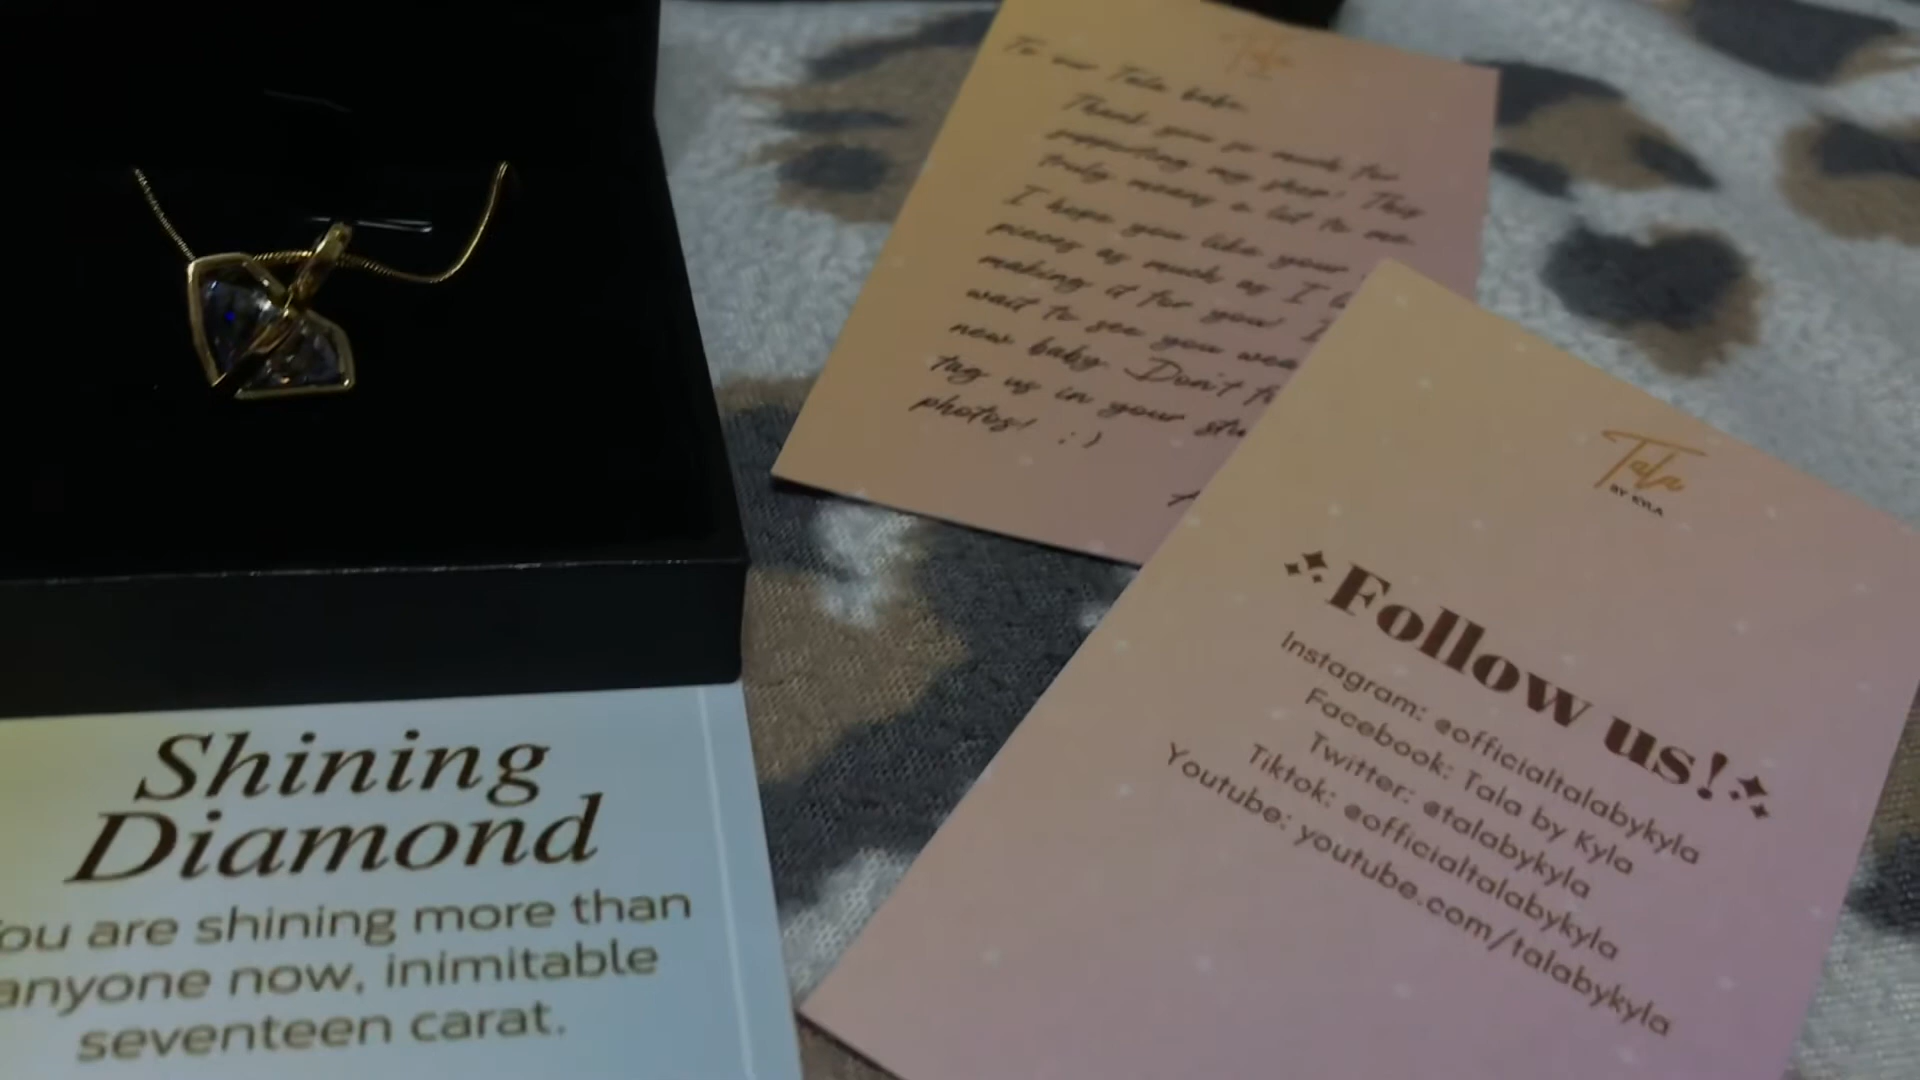 Tala
To our Tala babe,
Thank you so much for
supporting my shop! This
truly means a lot to me.
I hope you like your
pieces as much as I
making it for you! I
wait to see you
new baby. Don't
tag us in your
photos! :)
Tala
BY KYLA
Follow us!
Instagram: @officialtalabykyla
Facebook: Tala by Kyla
Twitter: @talabykyla
Tiktok: @officialtalabykyla
Youtube: youtube.com/talabykyla
Shining
Diamond
ou are shining more than
anyone now, inimitable
seventeen carat.